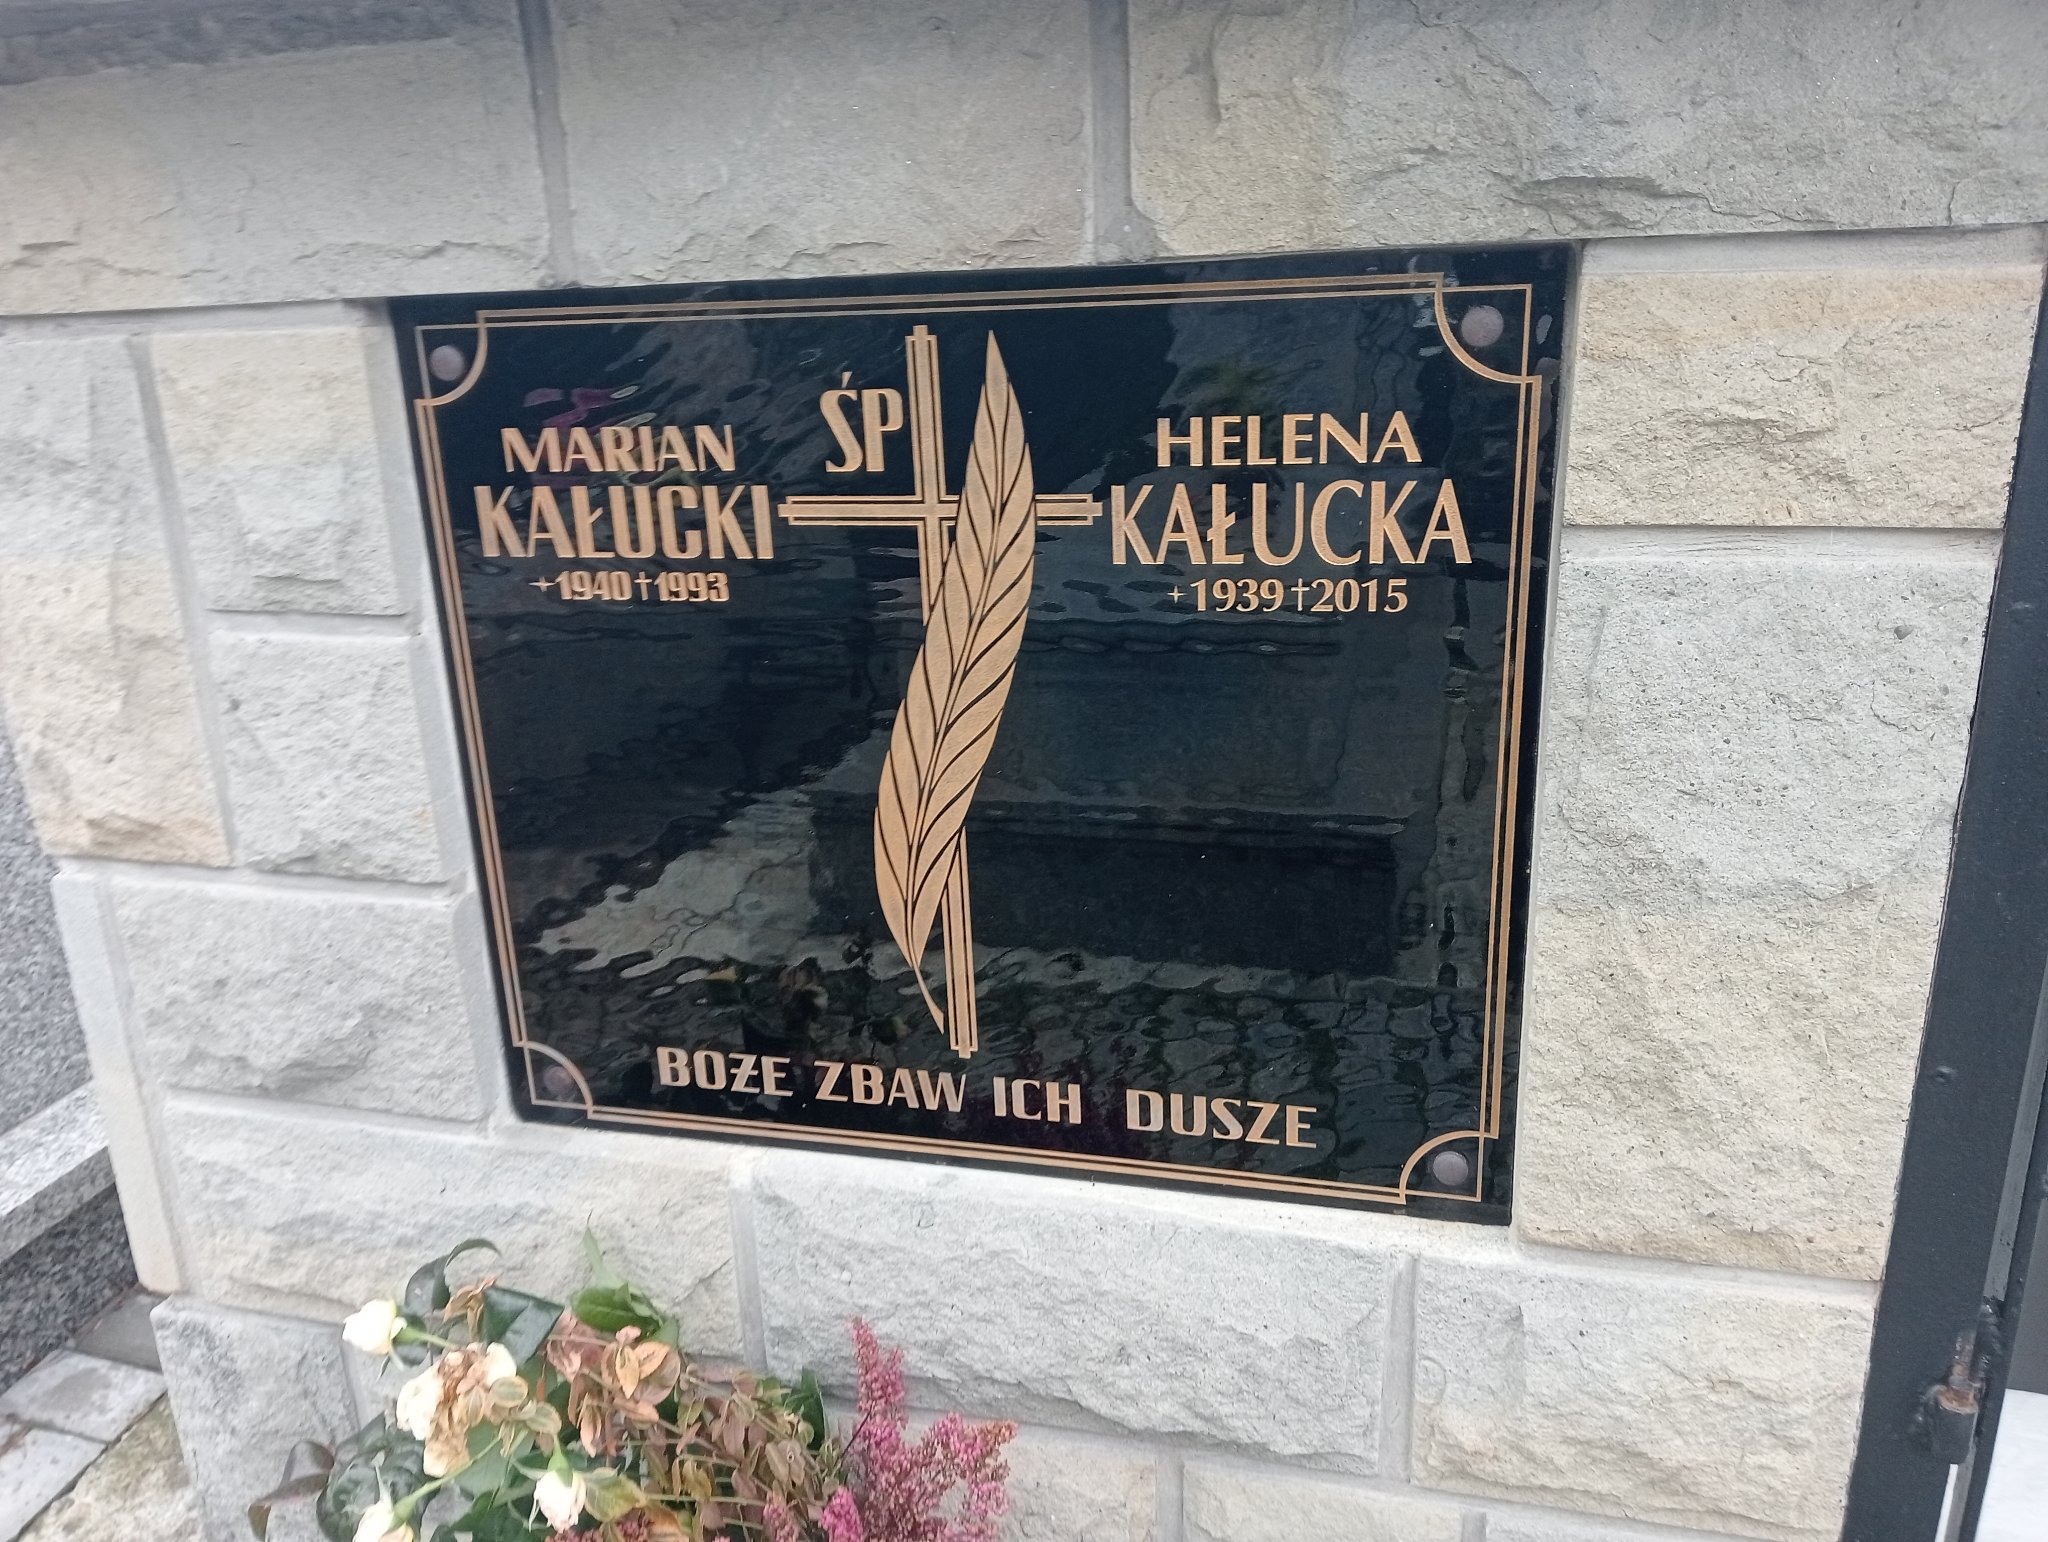 ŚP
MARIAN
KAŁUCKI
+1940 †1993
HELENA
KAŁUCKA
+1939 †2015
BOŻE ZBAW ICH DUSZE